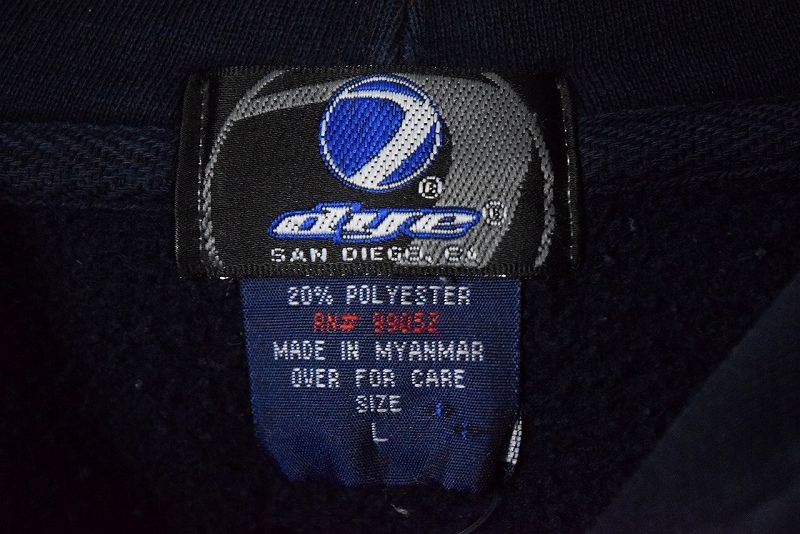 ®
dye®
SAN DIEGO, CA
20% POLYESTER
RN# 99052
MADE IN MYANMAR
OVER FOR CARE
SIZE
L